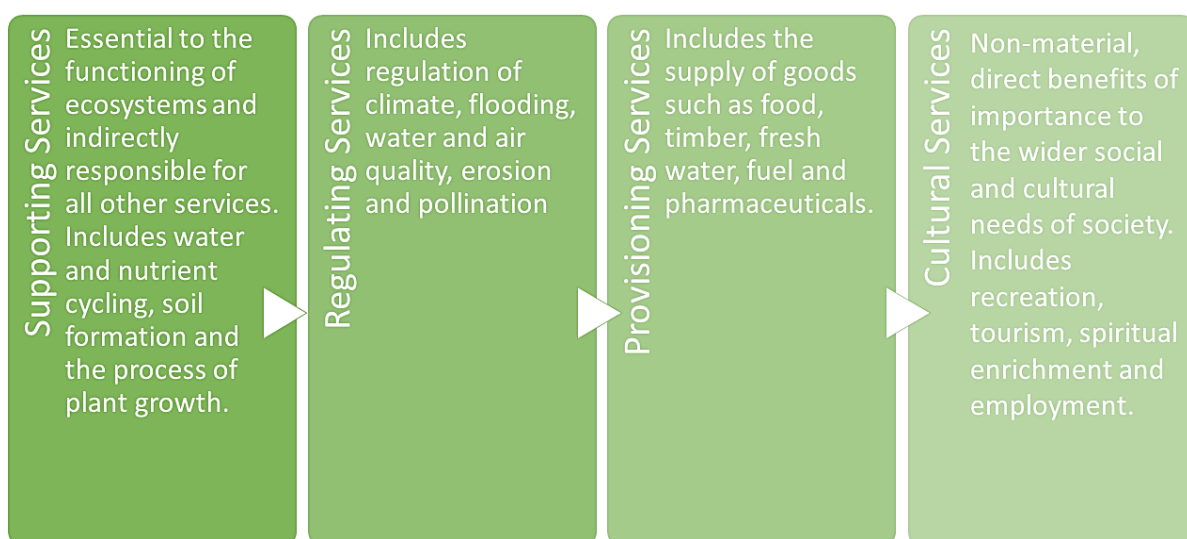 Supporting Services
Essential to the
functioning of
ecosystems and
indirectly
responsible for
all other services.
Includes water
and nutrient
cycling, soil
formation and
the process of
plant growth.
Regulating Services
Includes
regulation of
climate, flooding,
water and air
quality, erosion
and pollination
Provisioning Services
Includes the
supply of goods
such as food,
timber, fresh
water, fuel and
pharmaceuticals.
Cultural Services
Non-material,
direct benefits of
importance to
the wider social
and cultural
needs of society.
Includes
recreation,
tourism, spiritual
enrichment and
employment.